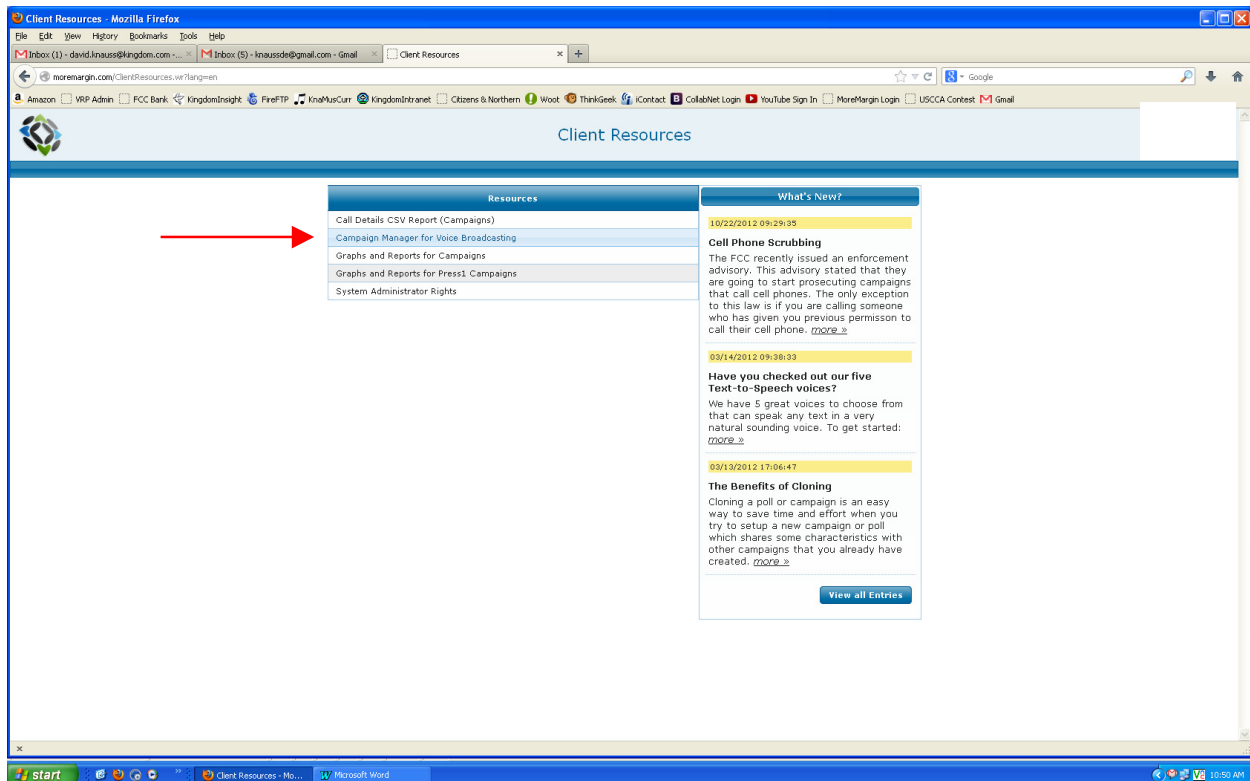 Client Resources - Mozilla Firefox
File Edit View History Bookmarks Tools Help
Inbox (1) - david.knauss@kingdom.com -... × Inbox (5) - knaussde@gmail.com - Gmail × Client Resources × +
moremargin.com/ClientResources.wr?lang=en Google
Amazon VRP Admin FCC Bank KingdomInsight FireFTP KnaMusCurr KingdomIntranet Citizens & Northern Woot ThinkGeek iContact CollabNet Login YouTube Sign In MoreMargin Login USCCA Contest Gmail
Client Resources
Resources
Call Details CSV Report (Campaigns)
Campaign Manager for Voice Broadcasting
Graphs and Reports for Campaigns
Graphs and Reports for Press1 Campaigns
System Administrator Rights
What's New?
10/22/2012 09:29:35
Cell Phone Scrubbing
The FCC recently issued an enforcement
advisory. This advisory stated that they
are going to start prosecuting campaigns
that call cell phones. The only exception
to this law is if you are calling someone
who has given you previous permisson to
call their cell phone. more »
03/14/2012 09:38:33
Have you checked out our five
Text-to-Speech voices?
We have 5 great voices to choose from
that can speak any text in a very
natural sounding voice. To get started:
more »
03/13/2012 17:06:47
The Benefits of Cloning
Cloning a poll or campaign is an easy
way to save time and effort when you
try to setup a new campaign or poll
which shares some characteristics with
other campaigns that you already have
created. more »
View all Entries
×
start » Client Resources - Mo... Microsoft Word 10:50 AM